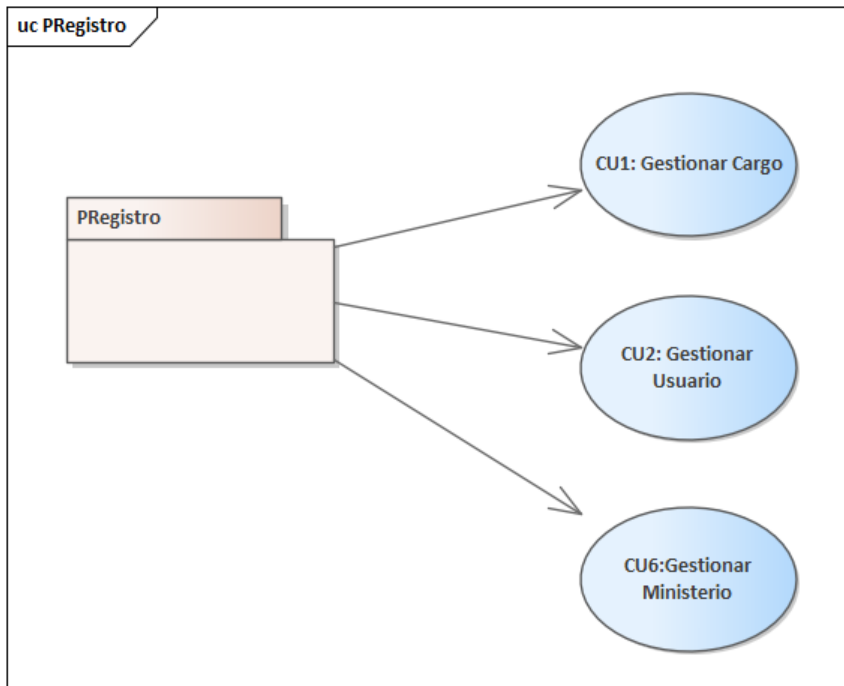 uc PRegistro
PRegistro
CU1: Gestionar Cargo
CU2: Gestionar
Usuario
CU6:Gestionar
Ministerio